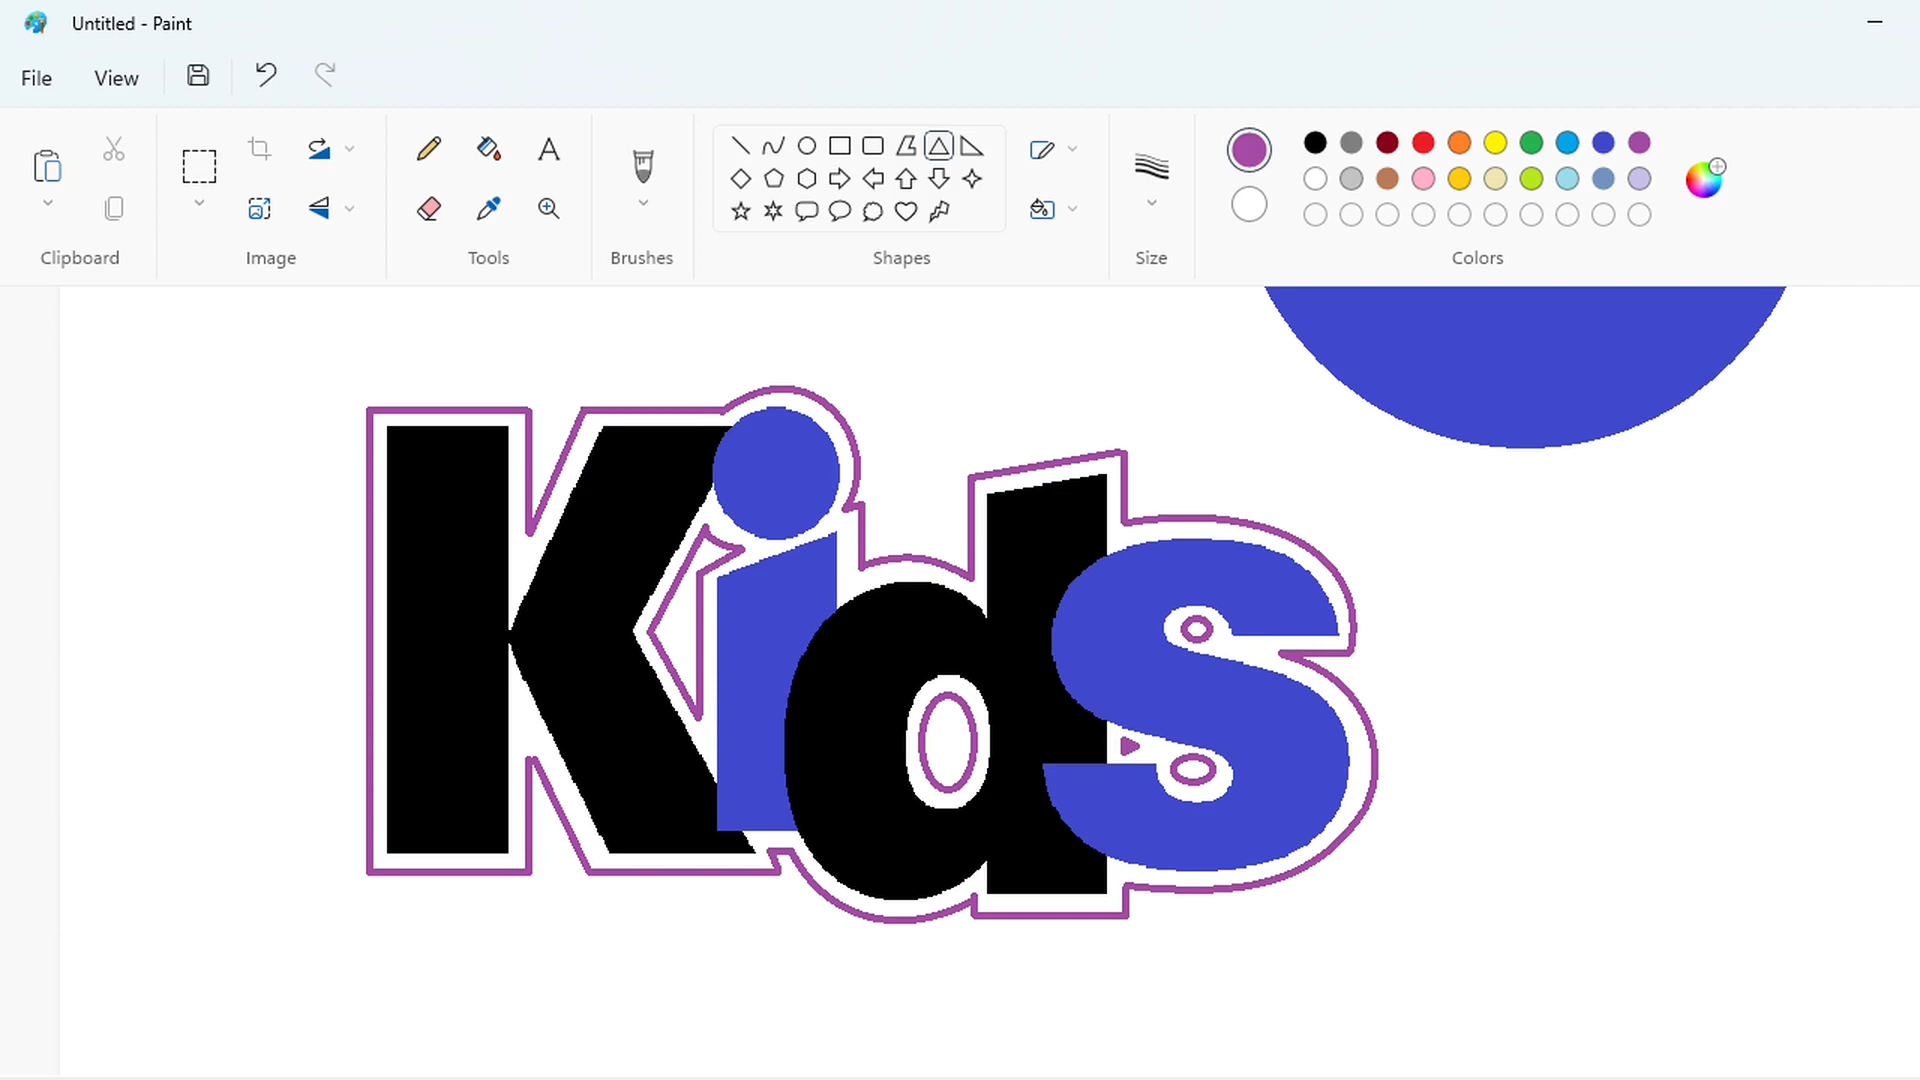 Untitled - Paint
File View
Clipboard Image Tools Brushes Shapes Size Colors
Kids